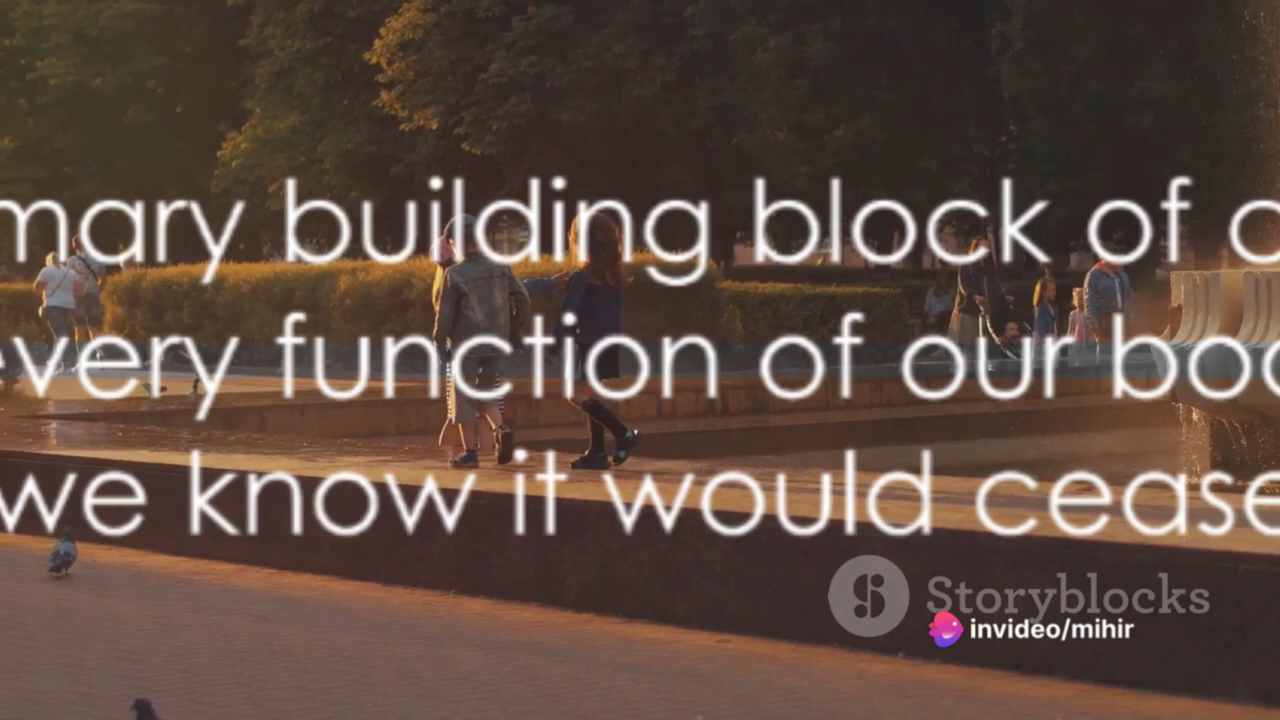 mary building block of
every function of our
we know it would cease
Storyblocks
invideo/mihir